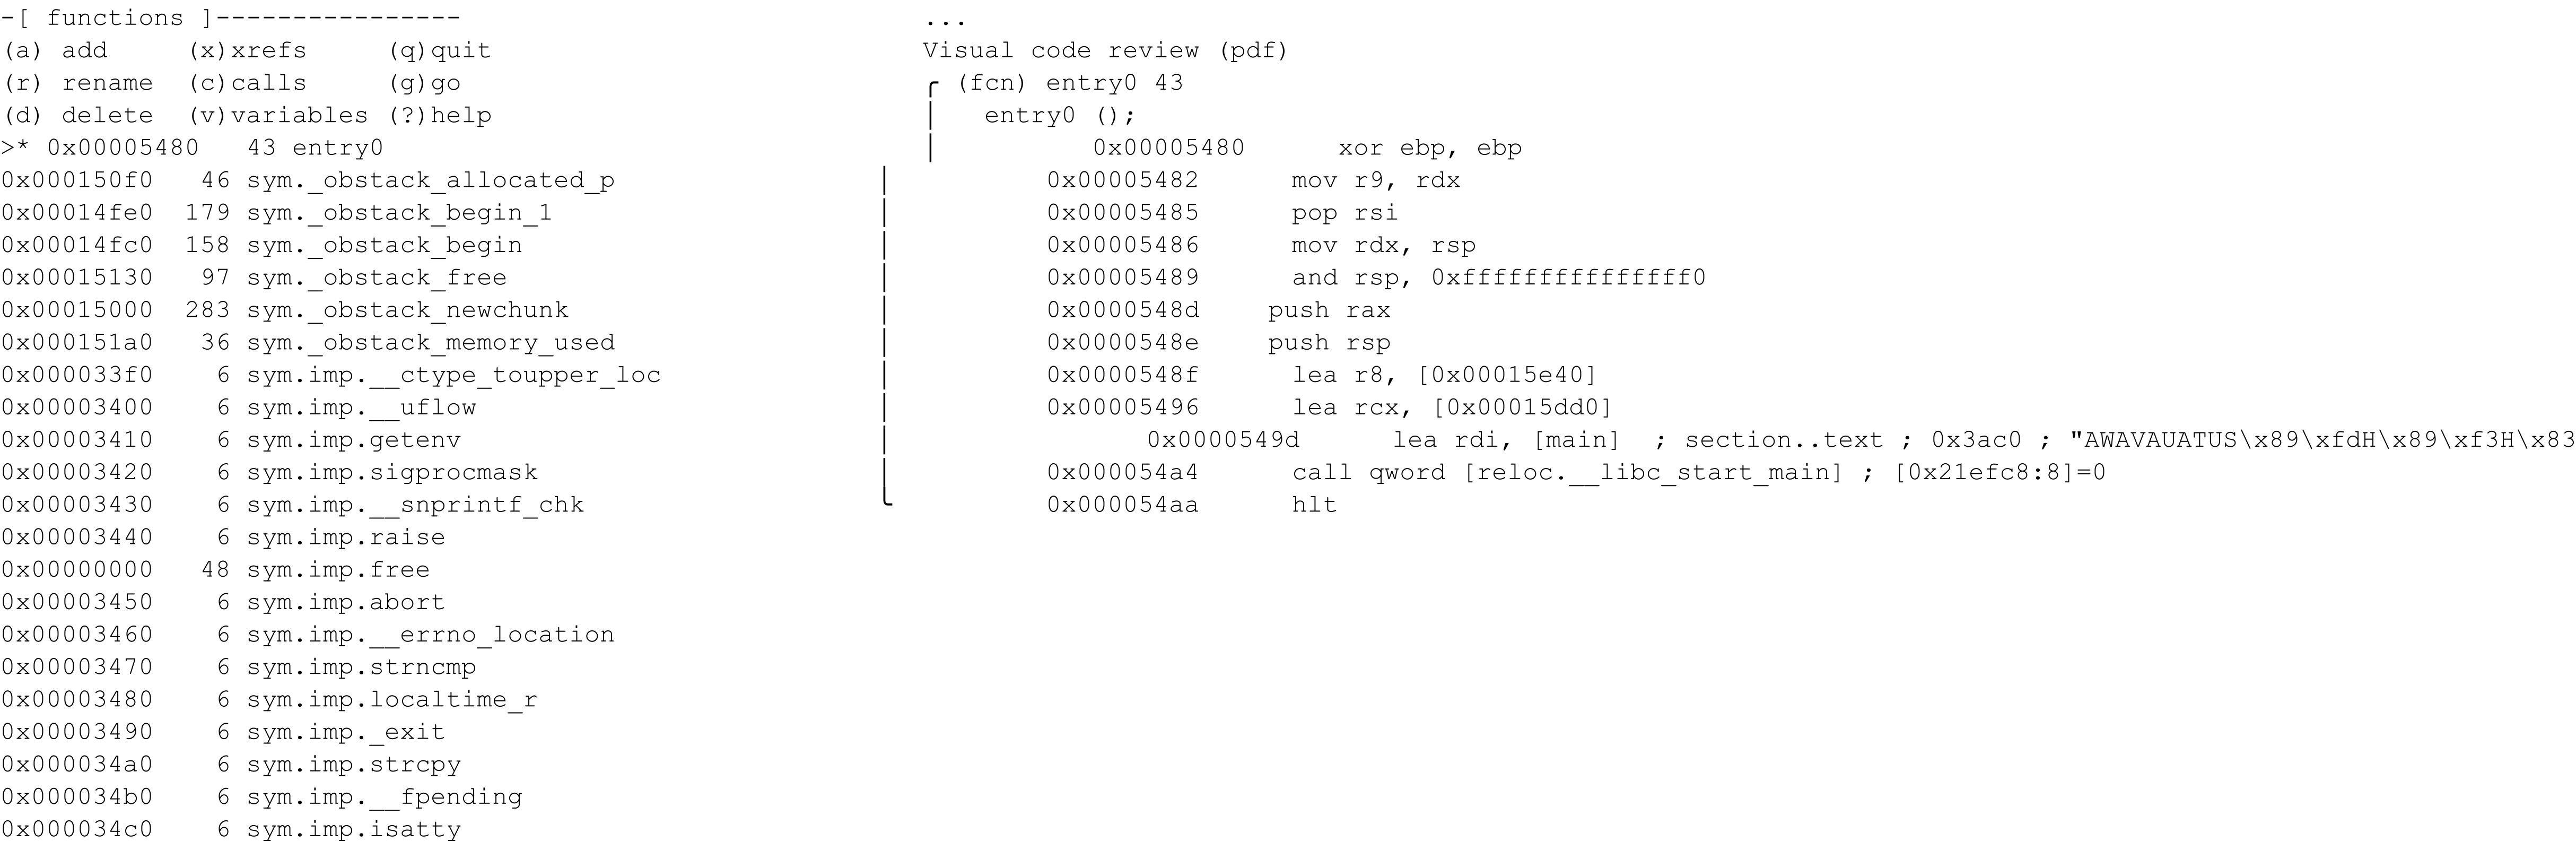 -[ functions ]----------------                              ...
(a) add     (x)xrefs     (q)quit                            Visual code review (pdf)
(r) rename  (c)calls     (g)go                              ╭ (fcn) entry0 43
(d) delete  (v)variables (?)help                            │   entry0 ();
>* 0x00005480   43 entry0                                   │          0x00005480      xor ebp, ebp
0x000150f0   46 sym._obstack_allocated_p                 │          0x00005482      mov r9, rdx
0x00014fe0  179 sym._obstack_begin_1                     │          0x00005485      pop rsi
0x00014fc0  158 sym._obstack_begin                       │          0x00005486      mov rdx, rsp
0x00015130   97 sym._obstack_free                        │          0x00005489      and rsp, 0xfffffffffffffff0
0x00015000  283 sym._obstack_newchunk                    │          0x0000548d    push rax
0x000151a0   36 sym._obstack_memory_used                 │          0x0000548e    push rsp
0x000033f0    6 sym.imp.__ctype_toupper_loc              │          0x0000548f      lea r8, [0x00015e40]
0x00003400    6 sym.imp.__uflow                          │          0x00005496      lea rcx, [0x00015dd0]
0x00003410    6 sym.imp.getenv                           │                0x0000549d      lea rdi, [main]  ; section..text ; 0x3ac0 ; "AWAVAUATUS\x89\xfdH\x89\xf3H\x83
0x00003420    6 sym.imp.sigprocmask                      │          0x000054a4      call qword [reloc.__libc_start_main] ; [0x21efc8:8]=0
0x00003430    6 sym.imp.__snprintf_chk                   ╰          0x000054aa      hlt
0x00003440    6 sym.imp.raise
0x00000000   48 sym.imp.free
0x00003450    6 sym.imp.abort
0x00003460    6 sym.imp.__errno_location
0x00003470    6 sym.imp.strncmp
0x00003480    6 sym.imp.localtime_r
0x00003490    6 sym.imp._exit
0x000034a0    6 sym.imp.strcpy
0x000034b0    6 sym.imp.__fpending
0x000034c0    6 sym.imp.isatty